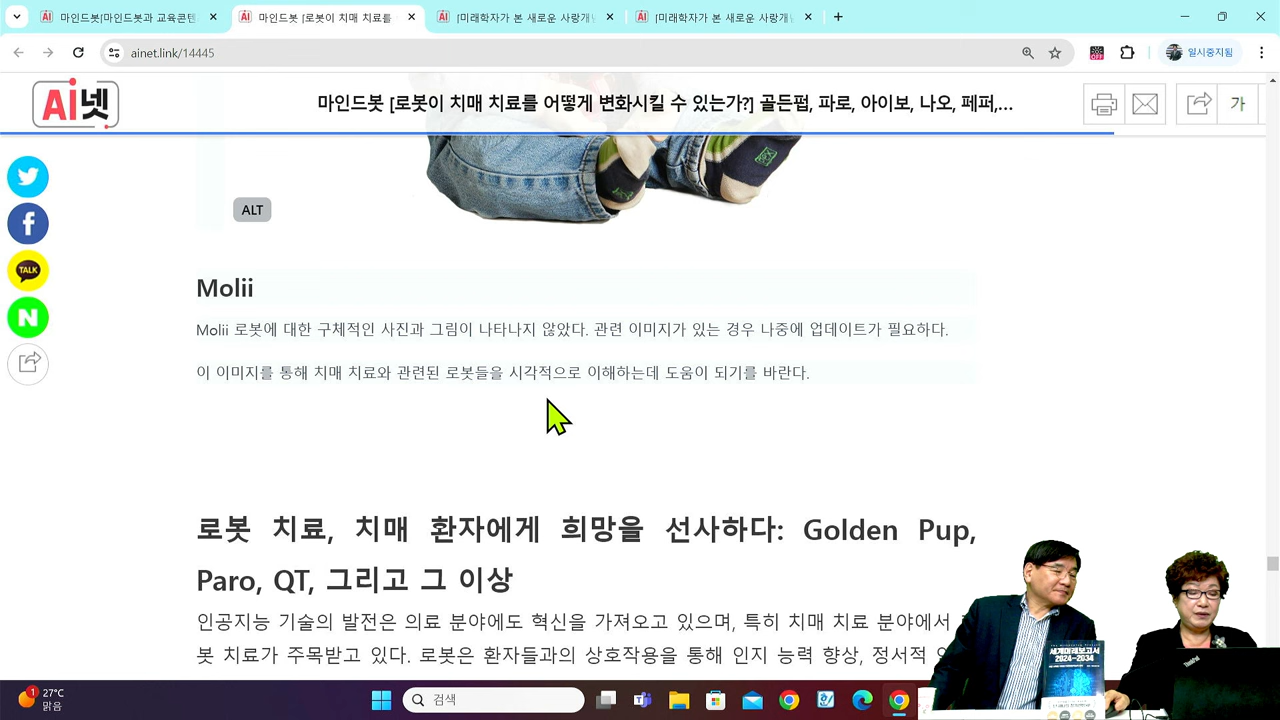 마인드봇[마인드봇과 교육콘텐
마인드봇 [로봇이 치매 치료를
[미래학자가 본 새로운 사랑개념
[미래학자가 본 새로운 사랑개념
ainet.link/14445
OFF
일시중지됨
Ai넷
마인드봇 [로봇이 치매 치료를 어떻게 변화시킬 수 있는가?] 골든펍, 파로, 아이보, 나오, 페퍼,...
가
TALK
N
ALT
Molii
Molii 로봇에 대한 구체적인 사진과 그림이 나타나지 않았다. 관련 이미지가 있는 경우 나중에 업데이트가 필요하다.
이 이미지를 통해 치매 치료와 관련된 로봇들을 시각적으로 이해하는데 도움이 되기를 바란다.
로봇 치료, 치매 환자에게 희망을 선사하다: Golden Pup,
Paro, QT, 그리고 그 이상
인공지능 기술의 발전은 의료 분야에도 혁신을 가져오고 있으며, 특히 치매 치료 분야에서
봇 치료가 주목받고 있다. 로봇은 환자들과의 상호작용을 통해 인지 능력 향상, 정서적
세계미래보고서
2024-2034
ThinkPad
1
27°C
맑음
검색